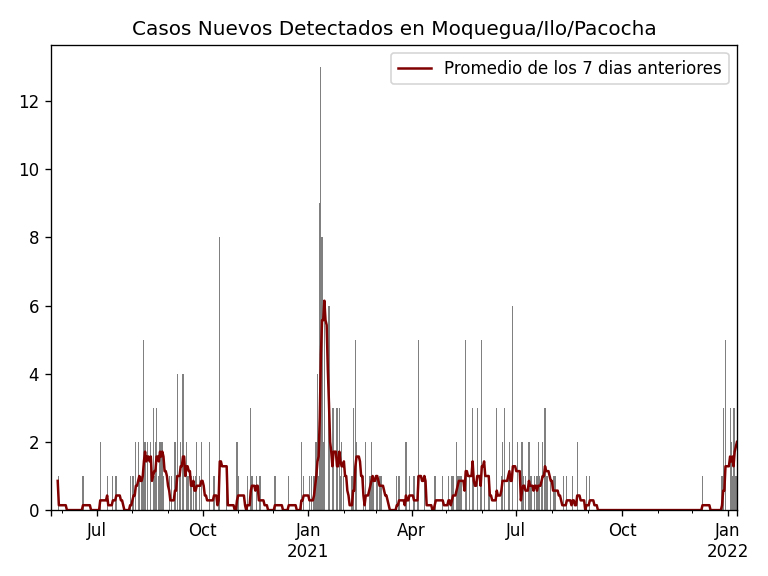 Casos Nuevos Detectados en Moquegua/Ilo/Pacocha
Promedio de los 7 dias anteriores
12
10
8
6
4
2
0
Jul Oct Jan Apr Jul Oct Jan
2021 2022